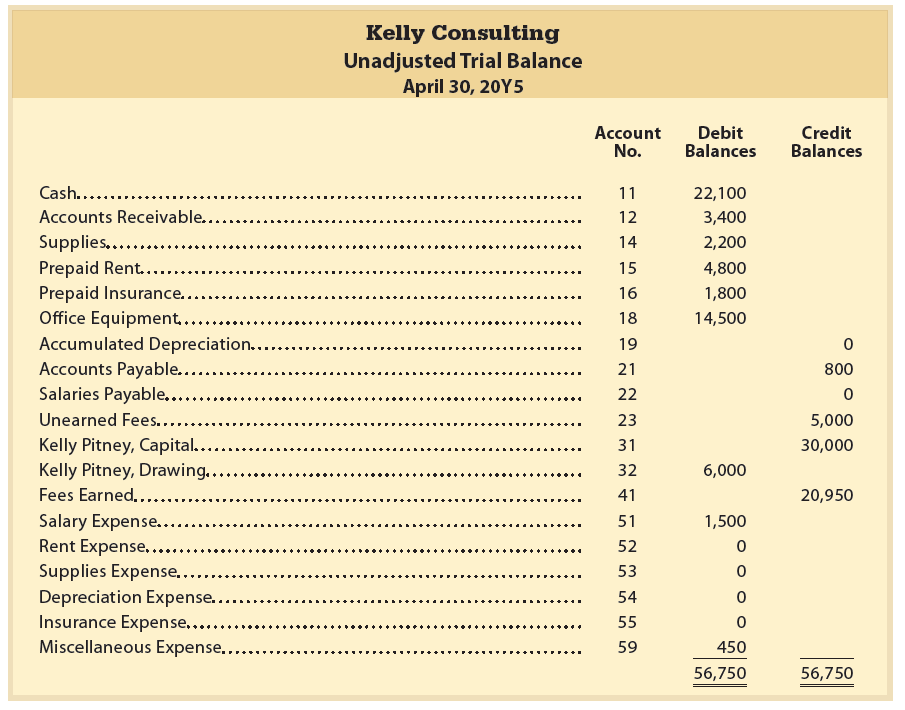 Kelly Consulting
Unadjusted Trial Balance
April 30, 20Y5
Account No. Debit Balances Credit Balances
Cash 11 22,100
Accounts Receivable 12 3,400
Supplies 14 2,200
Prepaid Rent 15 4,800
Prepaid Insurance 16 1,800
Office Equipment 18 14,500
Accumulated Depreciation 19 0
Accounts Payable 21 800
Salaries Payable 22 0
Unearned Fees 23 5,000
Kelly Pitney, Capital 31 30,000
Kelly Pitney, Drawing 32 6,000
Fees Earned 41 20,950
Salary Expense 51 1,500
Rent Expense 52 0
Supplies Expense 53 0
Depreciation Expense 54 0
Insurance Expense 55 0
Miscellaneous Expense 59 450
56,750 56,750